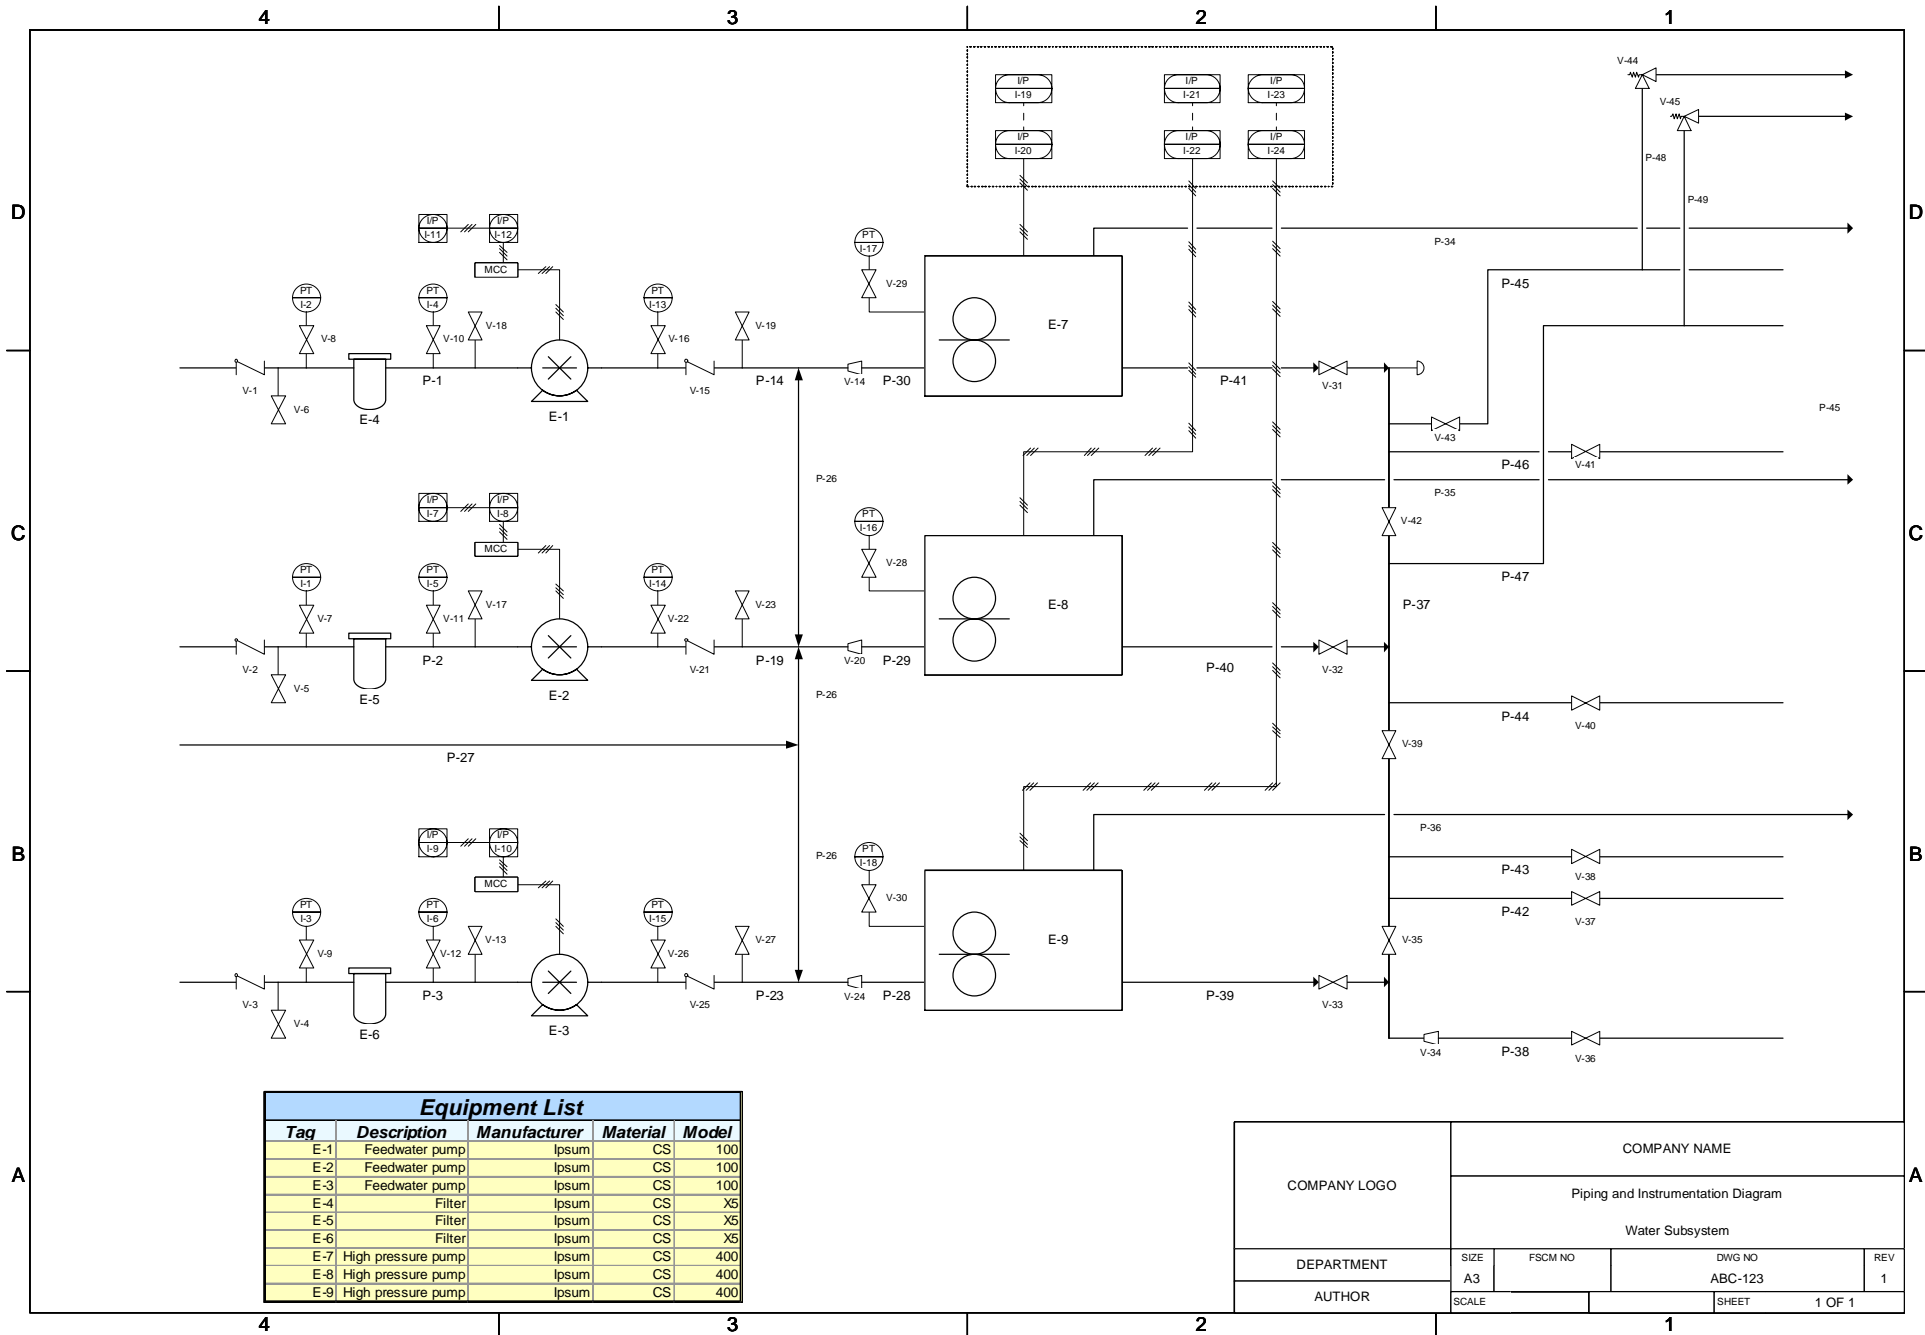 4 3 2 1
D D
C C
B B
A A
4 3 2 1
I/P I-19
I/P I-21
I/P I-23
I/P I-20
I/P I-22
I/P I-24
V-44
V-45
P-48
P-49
I/P I-11
I/P I-12
MCC
PT I-17
V-29
P-34
P-45
PT I-2
V-8
PT I-4
V-10
V-18
PT I-13
V-16
V-19
E-7
V-1
V-6
E-4
P-1
E-1
V-15
P-14
V-14
P-30
P-41
V-31
V-43
P-45
P-46
V-41
P-26
P-35
I/P I-7
I/P I-8
MCC
PT I-16
V-28
V-42
PT I-1
V-7
PT I-5
V-11
V-17
PT I-14
V-22
V-23
E-8
P-47
P-37
V-2
V-5
E-5
P-2
E-2
V-21
P-19
V-20
P-29
P-40
V-32
P-26
P-44
V-40
V-39
P-27
I/P I-9
I/P I-10
MCC
P-26
PT I-18
V-30
P-36
P-43
V-38
P-42
V-37
PT I-3
V-9
PT I-6
V-12
V-13
PT I-15
V-26
V-27
E-9
V-35
V-3
V-4
E-6
P-3
E-3
V-25
P-23
V-24
P-28
P-39
V-33
V-34
P-38
V-36
Equipment List
Tag Description Manufacturer Material Model
E-1 Feedwater pump Ipsum CS 100
E-2 Feedwater pump Ipsum CS 100
E-3 Feedwater pump Ipsum CS 100
E-4 Filter Ipsum CS X5
E-5 Filter Ipsum CS X5
E-6 Filter Ipsum CS X5
E-7 High pressure pump Ipsum CS 400
E-8 High pressure pump Ipsum CS 400
E-9 High pressure pump Ipsum CS 400
COMPANY LOGO
COMPANY NAME
Piping and Instrumentation Diagram
Water Subsystem
DEPARTMENT
AUTHOR
SIZE FSCM NO DWG NO REV
A3 ABC-123 1
SCALE SHEET 1 OF 1